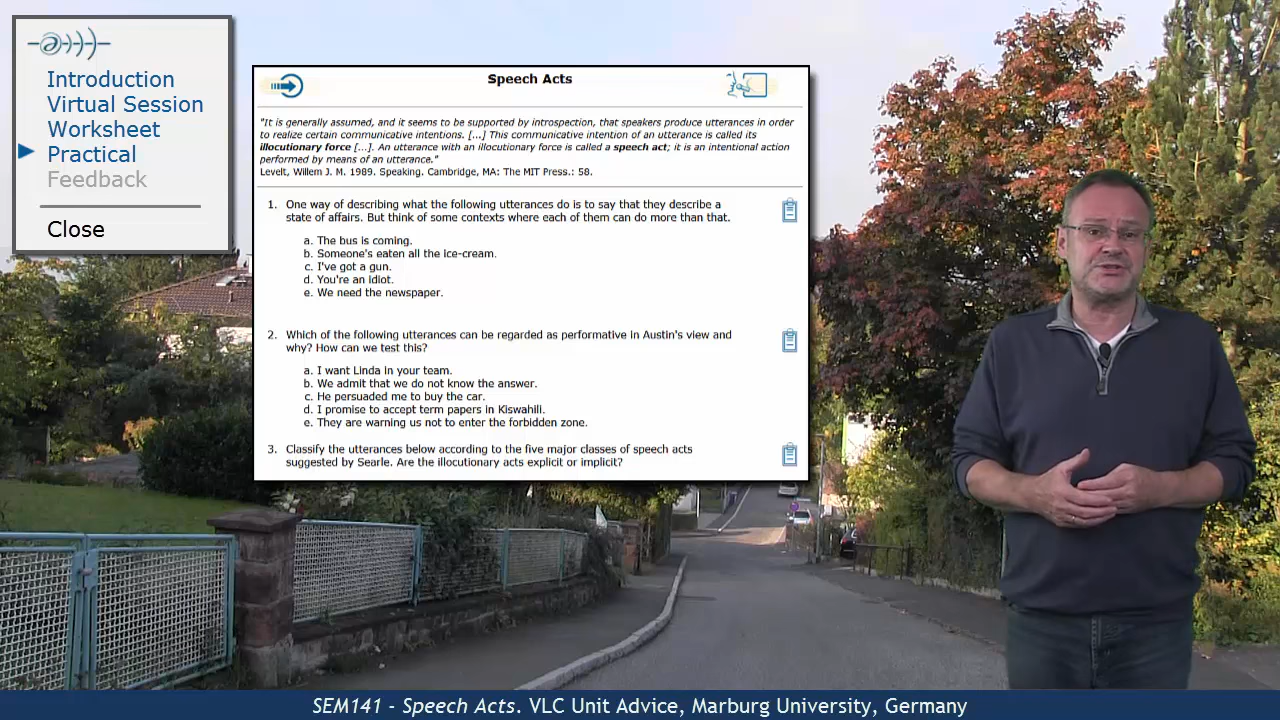 Introduction
Virtual Session
Worksheet
Practical
Feedback
Close
Speech Acts
"It is generally assumed, and it seems to be supported by introspection, that speakers produce utterances in order
to realize certain communicative intentions. [...] This communicative intention of an utterance is called its
illocutionary force [...]. An utterance with an illocutionary force is called a speech act; it is an intentional action
performed by means of an utterance."
Levelt, Willem J. M. 1989. Speaking. Cambridge, MA: The MIT Press.: 58.
1. One way of describing what the following utterances do is to say that they describe a
state of affairs. But think of some contexts where each of them can do more than that.
a. The bus is coming.
b. Someone's eaten all the ice-cream.
c. I've got a gun.
d. You're an idiot.
e. We need the newspaper.
2. Which of the following utterances can be regarded as performative in Austin's view and
why? How can we test this?
a. I want Linda in your team.
b. We admit that we do not know the answer.
c. He persuaded me to buy the car.
d. I promise to accept term papers in Kiswahili.
e. They are warning us not to enter the forbidden zone.
3. Classify the utterances below according to the five major classes of speech acts
suggested by Searle. Are the illocutionary acts explicit or implicit?
SEM141 - Speech Acts. VLC Unit Advice, Marburg University, Germany